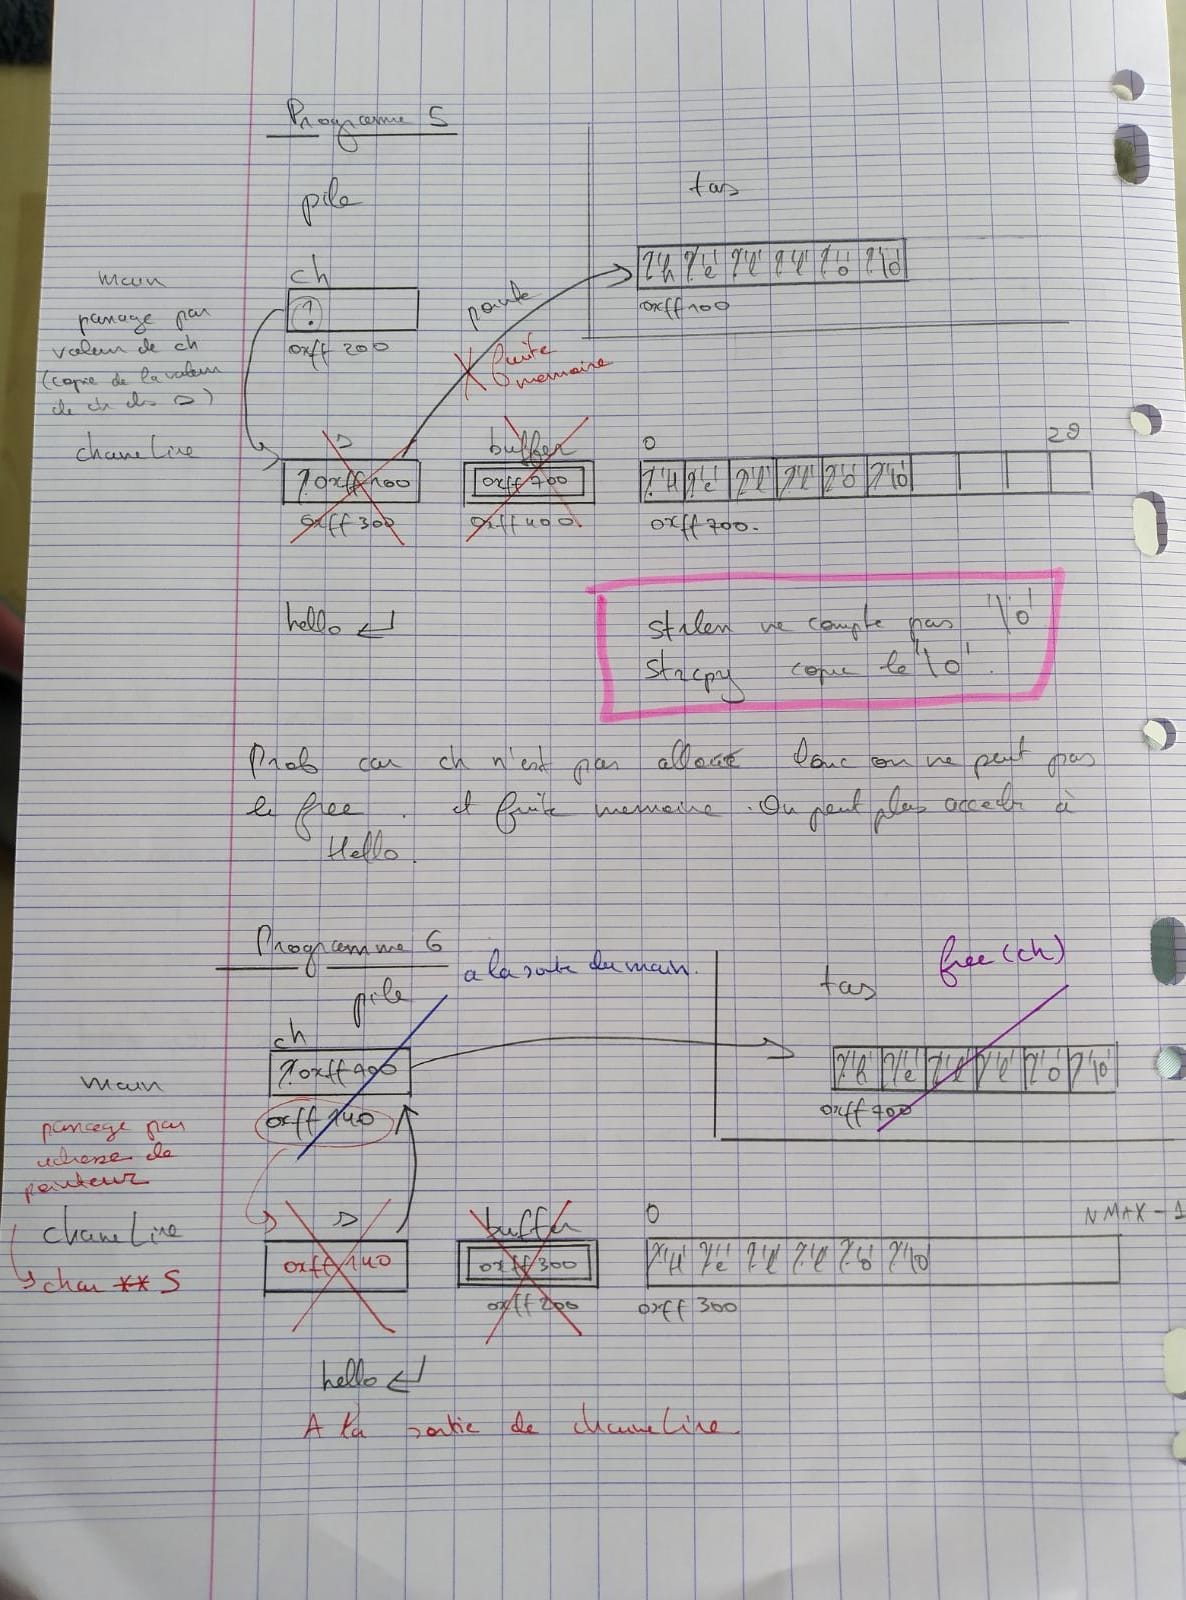 Programme 5
pile
tas
main
ch
?
0xff 200
passage par
valeur de ch
(copie de la valeur
de ch ds s)
pointe
fuite
memoire
'h' 'e' 'l' 'l' 'o' '\0'
0xff100
chaineLire
s
? 0xff 100
0xff 300
buffer
0xff 700
0xff 400
0
29
'H' 'e' 'l' 'l' 'o' '\0'
0xff 700.
hello ↵
strlen ne compte pas '\0'
strcpy copie le '\0'.
Prob car ch n'est pas alloué donc on ne peut pas
le free. et fuite memoire. On peut plus acceder à
Hello.
Programme 6
a la sortie du main.
pile
tas
free(ch)
main
ch
0xff 140
'l' 'l' 'o' '\0'
passage par
adresse de
pointeur
chaineLire
char ** S
s
0xff 140
buffer
0xff 300
0xff 200
0
NMAX-1
'H' 'e' 'l' 'l' 'o' '\0'
0xff 300
hello ↵
A la sortie de chaineLire.